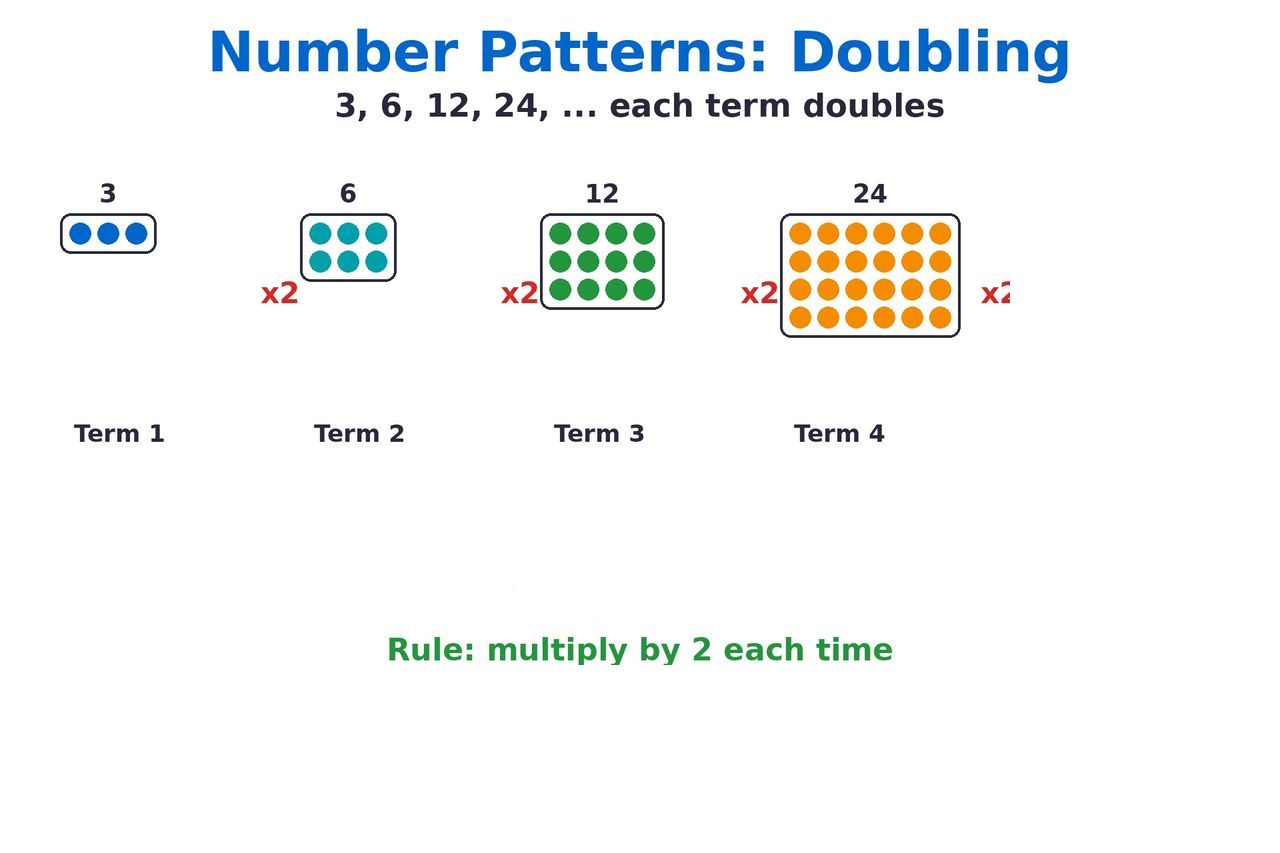 Number Patterns: Doubling
3, 6, 12, 24, ... each term doubles
3 6 12 24
x2 x2 x2 x2
Term 1 Term 2 Term 3 Term 4
Rule: multiply by 2 each time